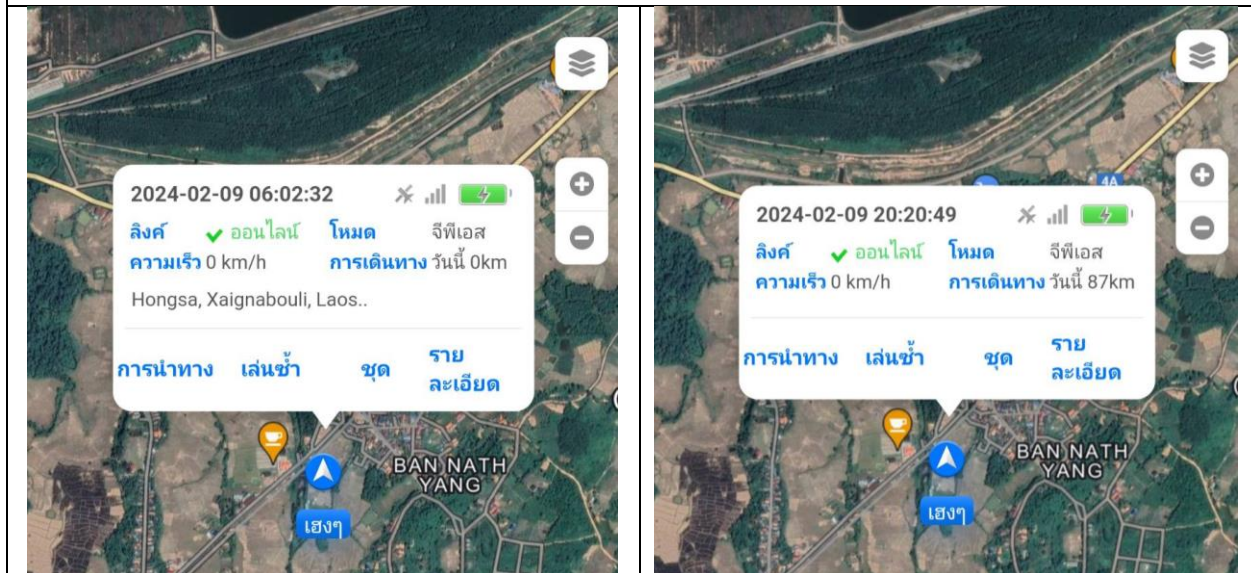 2024-02-09 06:02:32
ลิงค์ ออนไลน์ โหมด จีพีเอส
ความเร็ว 0 km/h การเดินทาง วันนี้ 0km
Hongsa, Xaignabouli, Laos..
การนำทาง เล่นซ้ำ ชุด ราย
ละเอียด
BAN NATH
YANG
เฮงๆ
4A
2024-02-09 20:20:49
ลิงค์ ออนไลน์ โหมด จีพีเอส
ความเร็ว 0 km/h การเดินทาง วันนี้ 87km
การนำทาง เล่นซ้ำ ชุด ราย
ละเอียด
BAN NATH
YANG
เฮงๆ